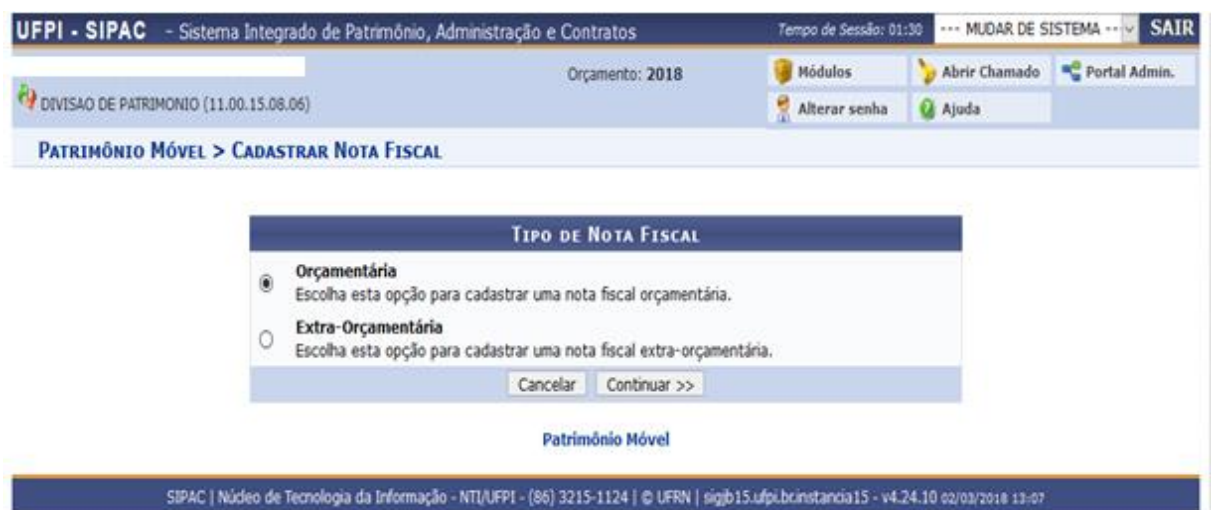 UFPI - SIPAC - Sistema Integrado de Patrimônio, Administração e Contratos Tempo de Sessão: 01:30 --- MUDAR DE SISTEMA -- SAIR
Orçamento: 2018 Módulos Abrir Chamado Portal Admin.
DIVISAO DE PATRIMONIO (11.00.15.08.06) Alterar senha Ajuda
PATRIMÔNIO MÓVEL > CADASTRAR NOTA FISCAL
TIPO DE NOTA FISCAL
Orçamentária
Escolha esta opção para cadastrar uma nota fiscal orçamentária.
Extra-Orçamentária
Escolha esta opção para cadastrar uma nota fiscal extra-orçamentária.
Cancelar Continuar >>
Patrimônio Móvel
SIPAC | Núcleo de Tecnologia da Informação - NTI/UFPI - (86) 3215-1124 | © UFRN | sigjb15.ufpi.br.instancia15 - v4.24.10 02/03/2018 13:07